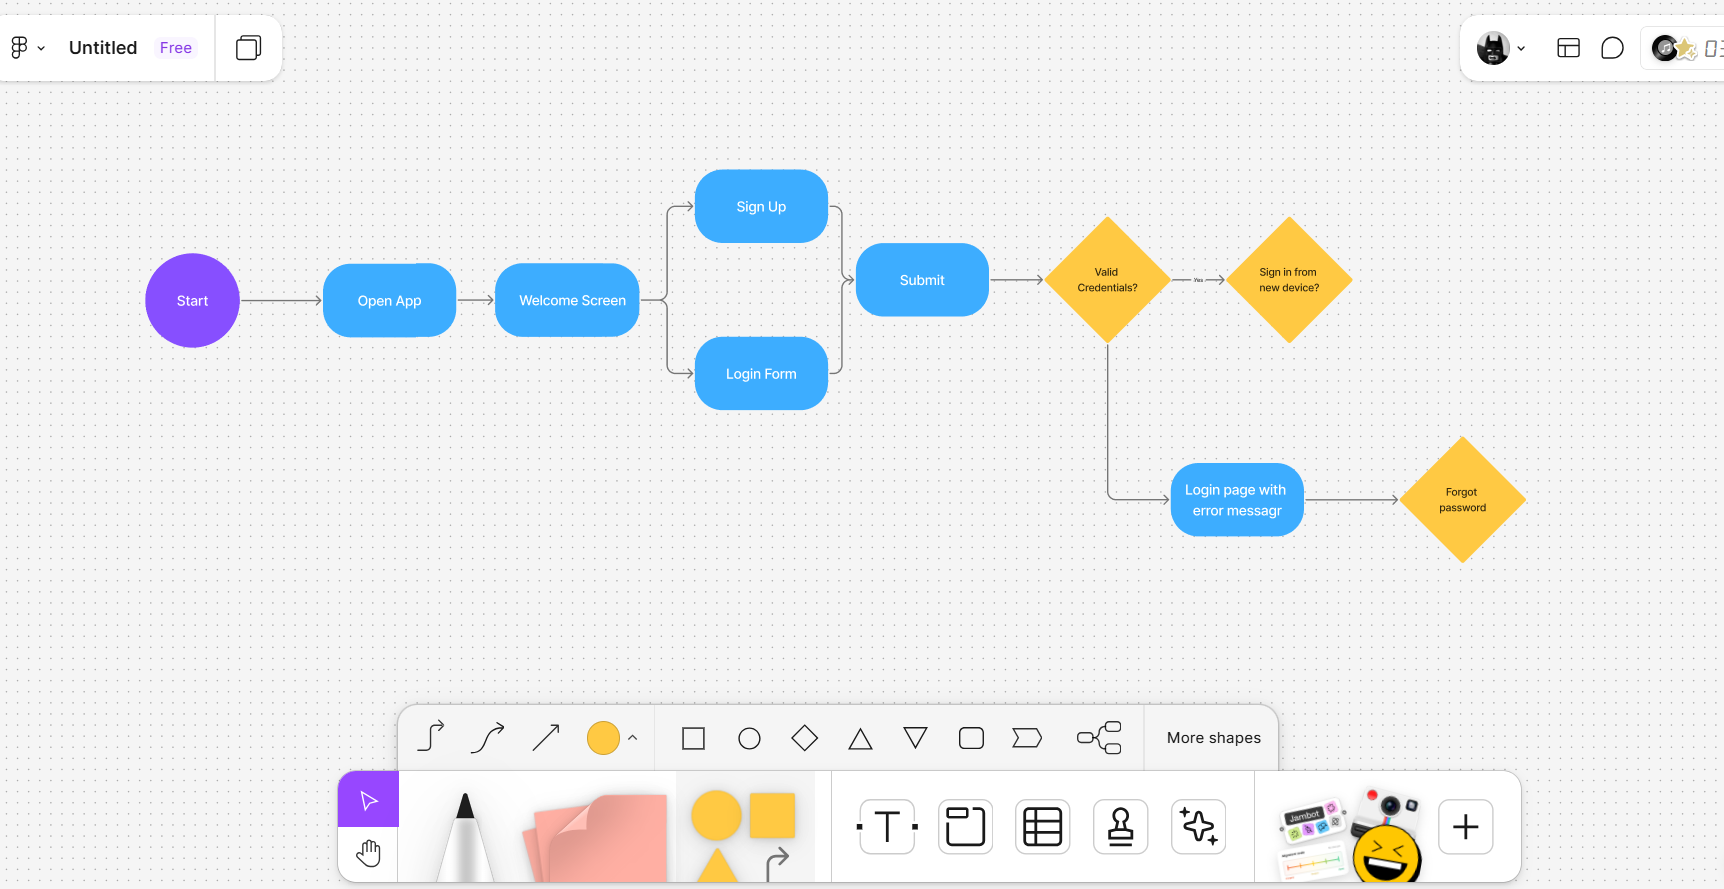 Untitled
Free
Sign Up
Start
Open App
Welcome Screen
Submit
Valid
Credentials?
Yes
Sign in from
new device?
Login Form
Login page with
error messagr
Forgot
password
More shapes
T
Jambot